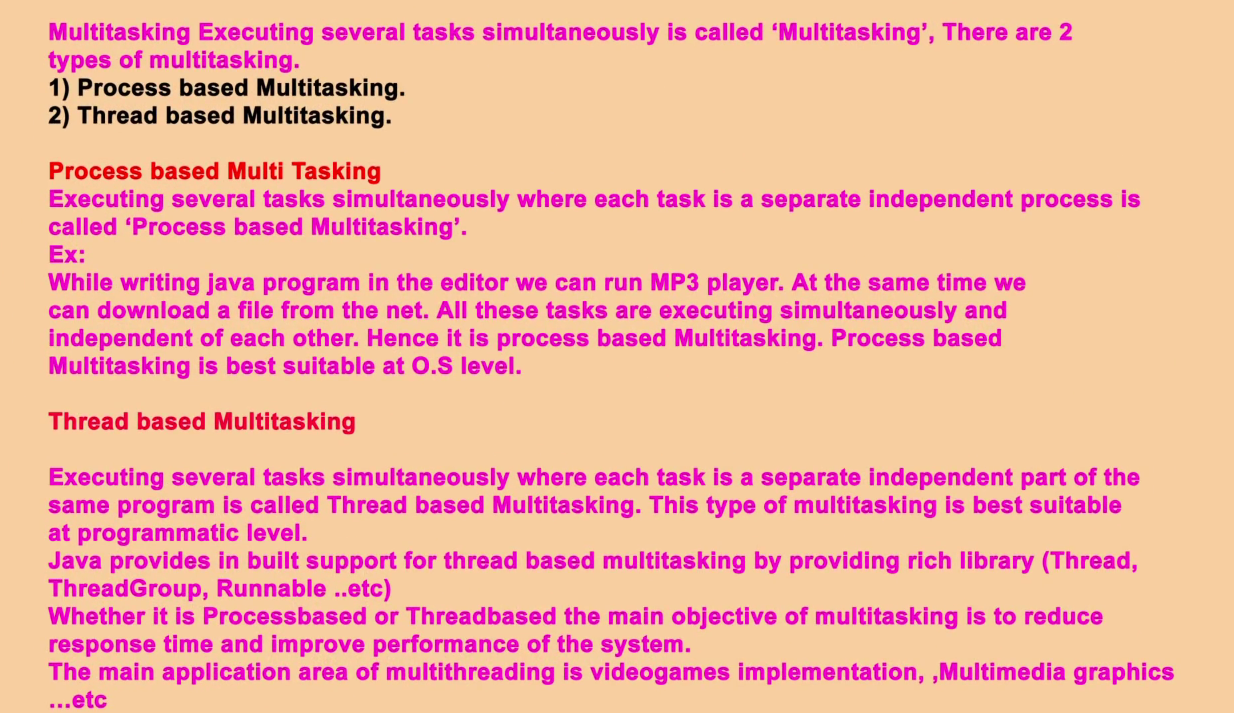 Multitasking Executing several tasks simultaneously is called ‘Multitasking’, There are 2
types of multitasking.
1) Process based Multitasking.
2) Thread based Multitasking.
Process based Multi Tasking
Executing several tasks simultaneously where each task is a separate independent process is
called ‘Process based Multitasking’.
Ex:
While writing java program in the editor we can run MP3 player. At the same time we
can download a file from the net. All these tasks are executing simultaneously and
independent of each other. Hence it is process based Multitasking. Process based
Multitasking is best suitable at O.S level.
Thread based Multitasking
Executing several tasks simultaneously where each task is a separate independent part of the
same program is called Thread based Multitasking. This type of multitasking is best suitable
at programmatic level.
Java provides in built support for thread based multitasking by providing rich library (Thread,
ThreadGroup, Runnable ..etc)
Whether it is Processbased or Threadbased the main objective of multitasking is to reduce
response time and improve performance of the system.
The main application area of multithreading is videogames implementation, ,Multimedia graphics
...etc